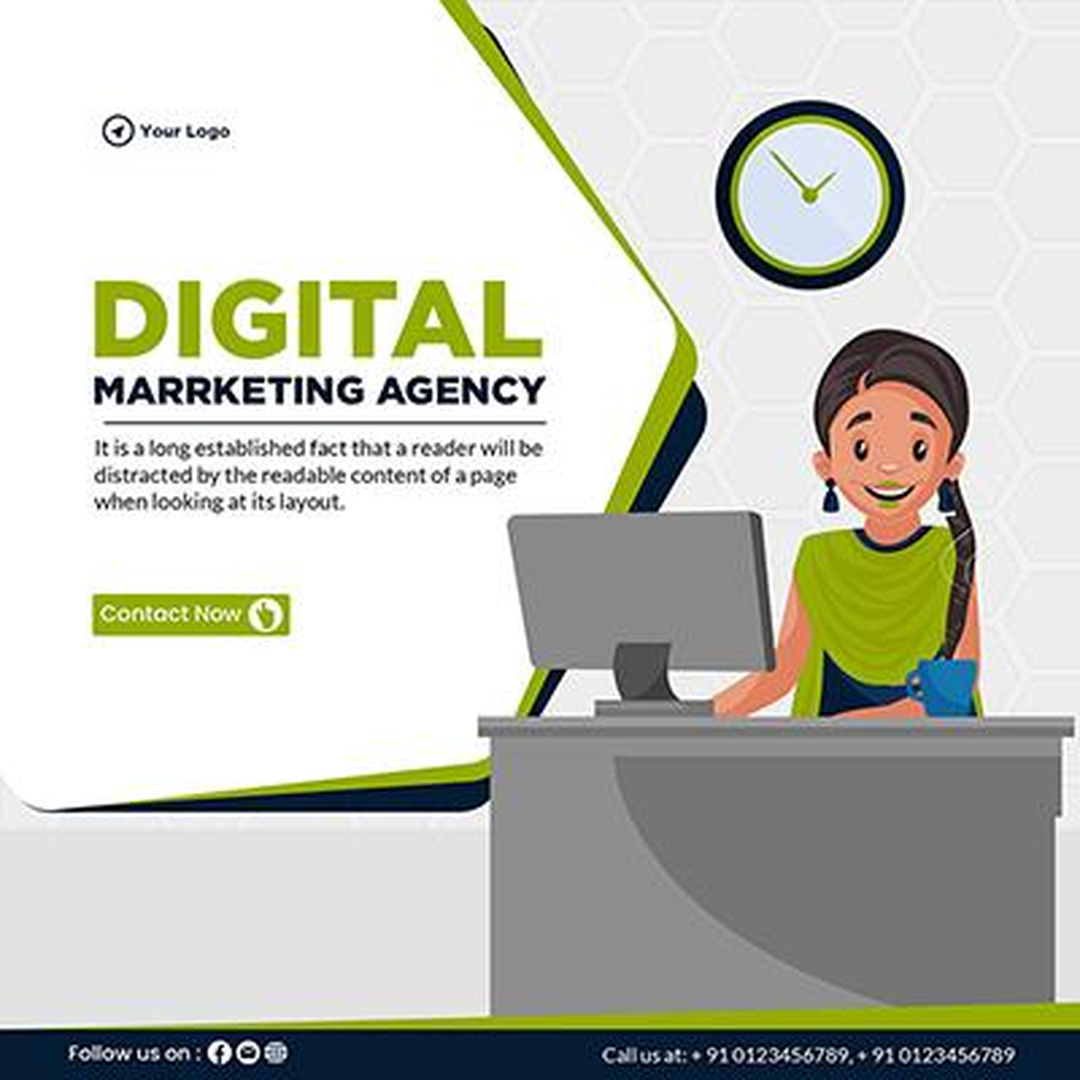 Your Logo
DIGITAL
MARRKETING AGENCY
It is a long established fact that a reader will be
distracted by the readable content of a page
when looking at its layout.
Contact Now
Follow us on :
Call us at: + 91 0123456789, + 91 0123456789